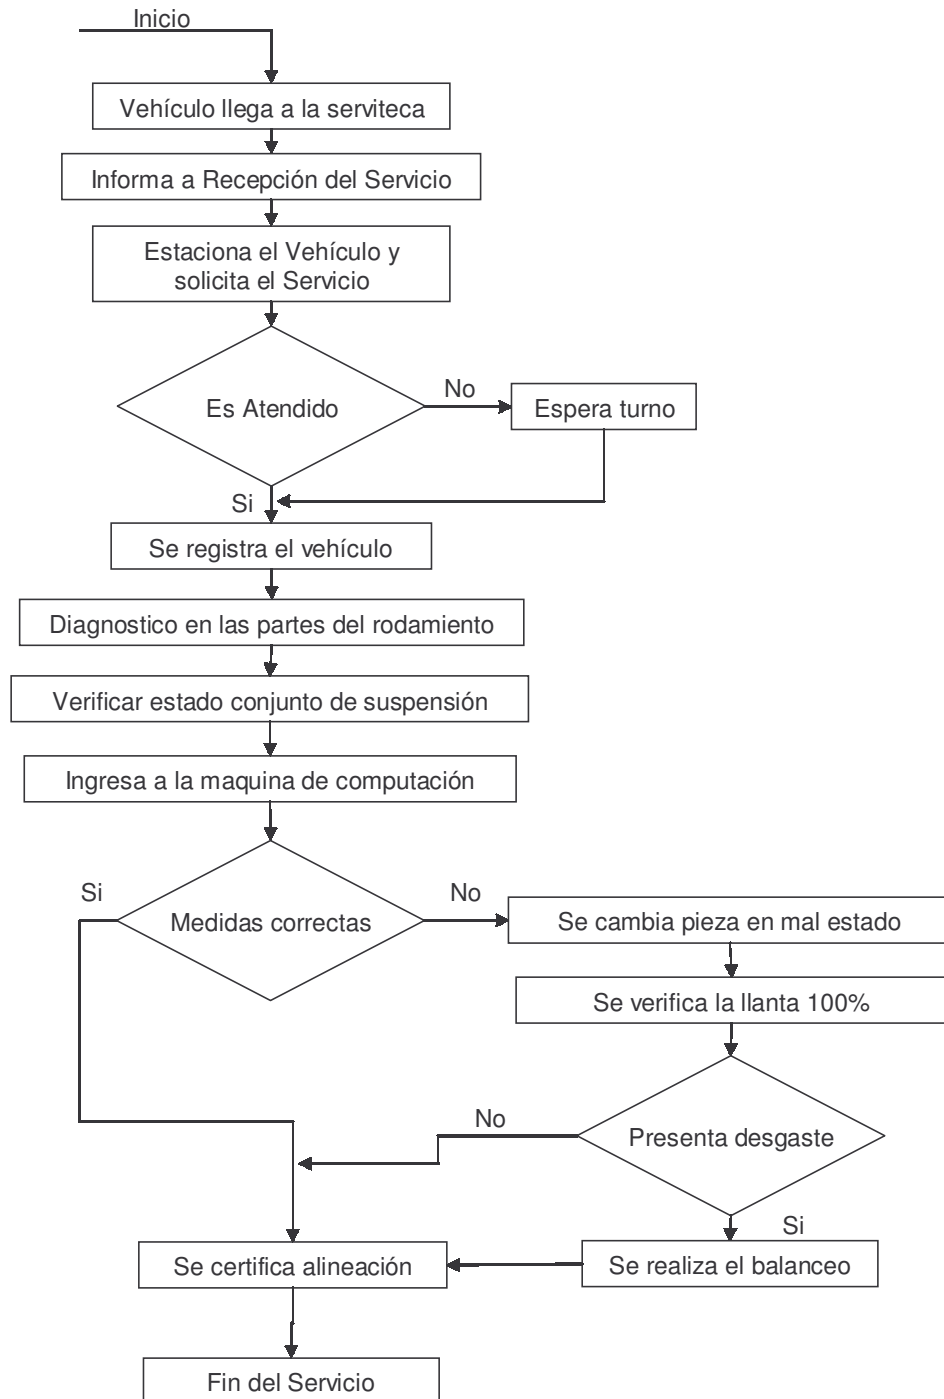 Inicio
Vehículo llega a la serviteca
Informa a Recepción del Servicio
Estaciona el Vehículo y
solicita el Servicio
Es Atendido
No
Espera turno
Si
Se registra el vehículo
Diagnostico en las partes del rodamiento
Verificar estado conjunto de suspensión
Ingresa a la maquina de computación
Si
Medidas correctas
No
Se cambia pieza en mal estado
Se verifica la llanta 100%
No
Presenta desgaste
Si
Se certifica alineación
Se realiza el balanceo
Fin del Servicio